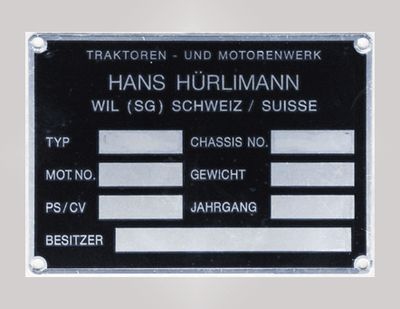 TRAKTOREN - UND MOTORENWERK
HANS HÜRLIMANN
WIL (SG) SCHWEIZ / SUISSE
TYP CHASSIS NO.
MOT. NO. GEWICHT
PS / CV JAHRGANG
BESITZER